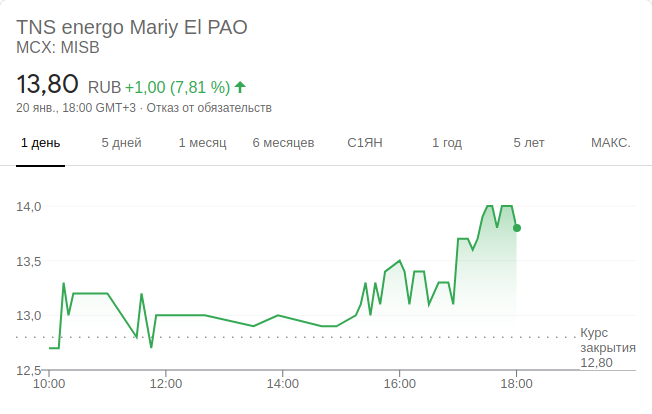 TNS energo Mariy El PAO
MCX: MISB
13,80 RUB +1,00 (7,81 %)
20 янв., 18:00 GMT+3 · Отказ от обязательств
1 день 5 дней 1 месяц 6 месяцев С1ЯН 1 год 5 лет МАКС.
14,0
13,5
13,0
Курс
закрытия
12,80
12,5
10:00 12:00 14:00 16:00 18:00